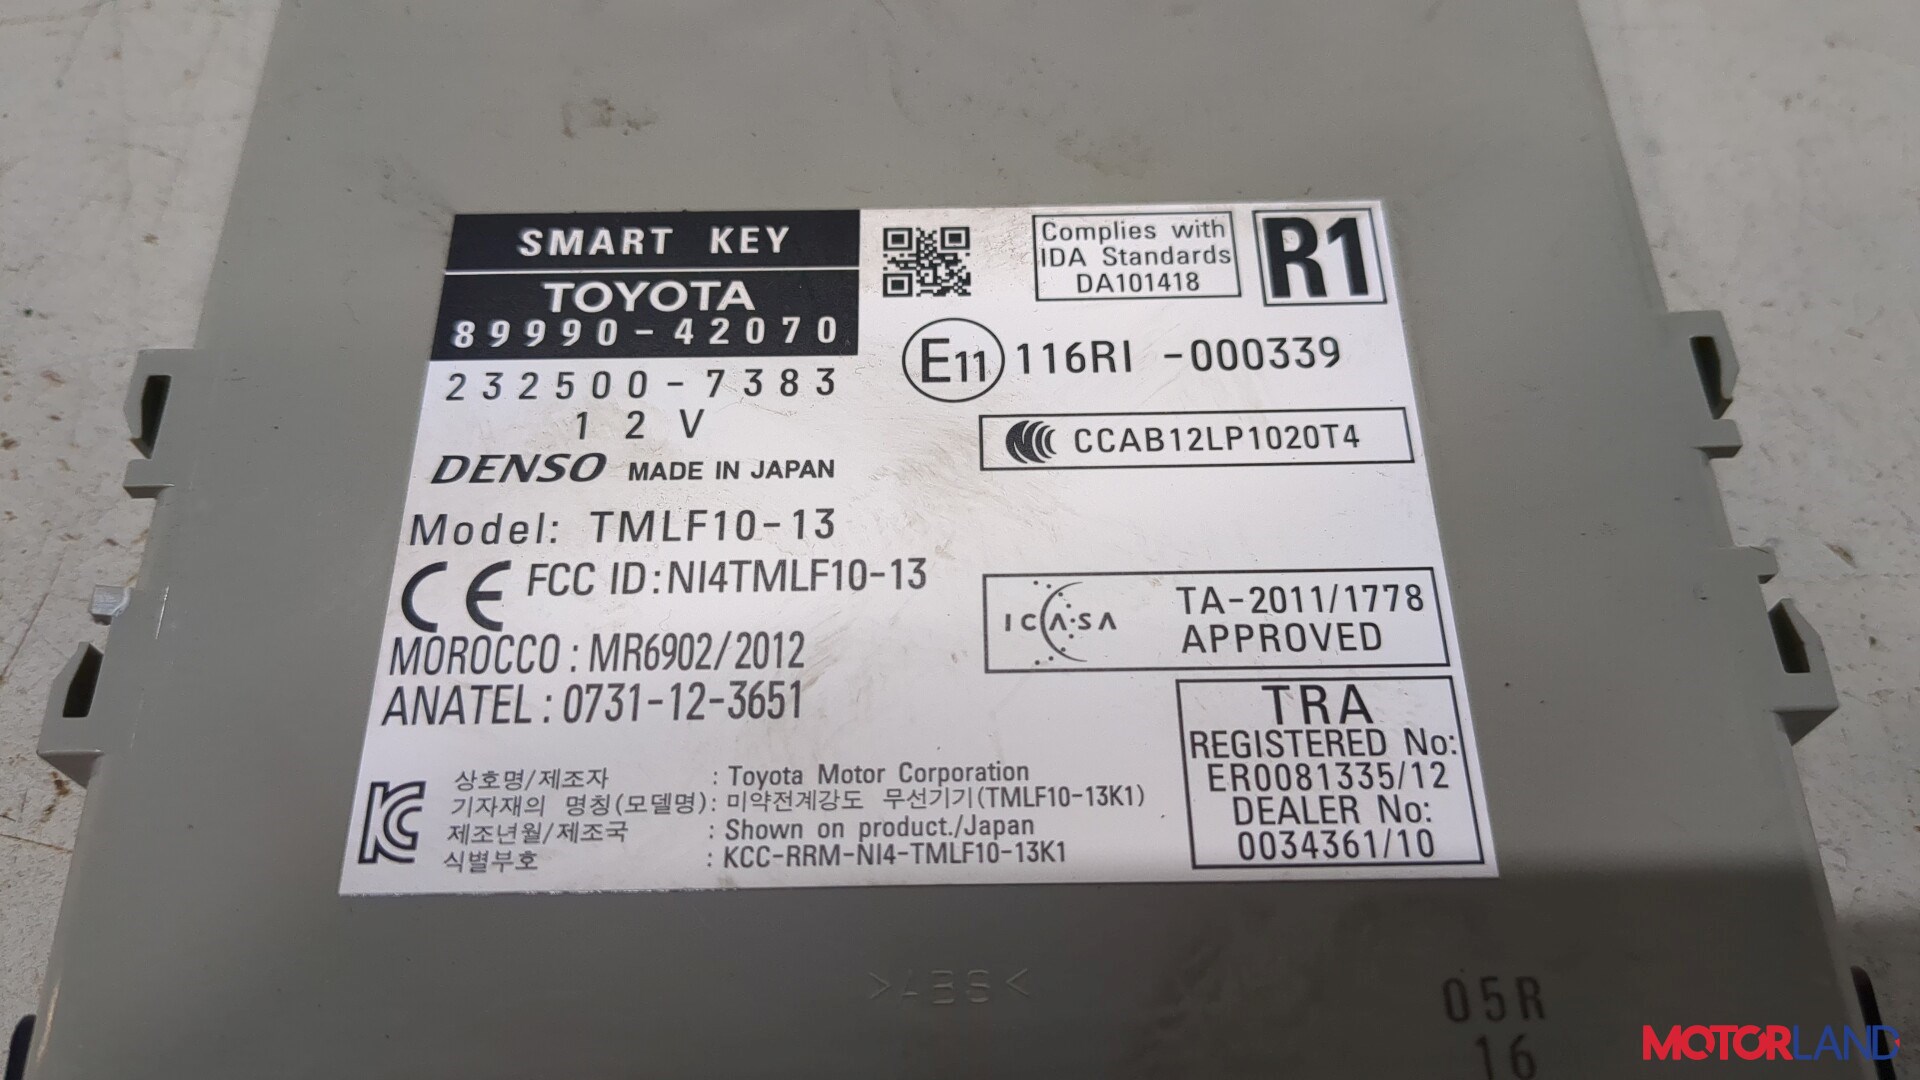 SMART KEY
TOYOTA
89990-42070
232500-7383
12V
DENSO MADE IN JAPAN
Model: TMLF10-13
CE FCC ID:NI4TMLF10-13
MOROCCO:MR6902/2012
ANATEL:0731-12-3651
Complies with
IDA Standards
DA101418
R1
E11 116RI -000339
CCAB12LP1020T4
ICASA
TA-2011/1778
APPROVED
TRA
REGISTERED No:
ER0081335/12
DEALER No:
0034361/10
상호명/제조자 : Toyota Motor Corporation
기자재의 명칭(모델명): 미약전계강도 무선기기(TMLF10-13K1)
제조년월/제조국 : Shown on product./Japan
식별부호 : KCC-RRM-NI4-TMLF10-13K1
>ABS<
05R
16
MOTORLAND